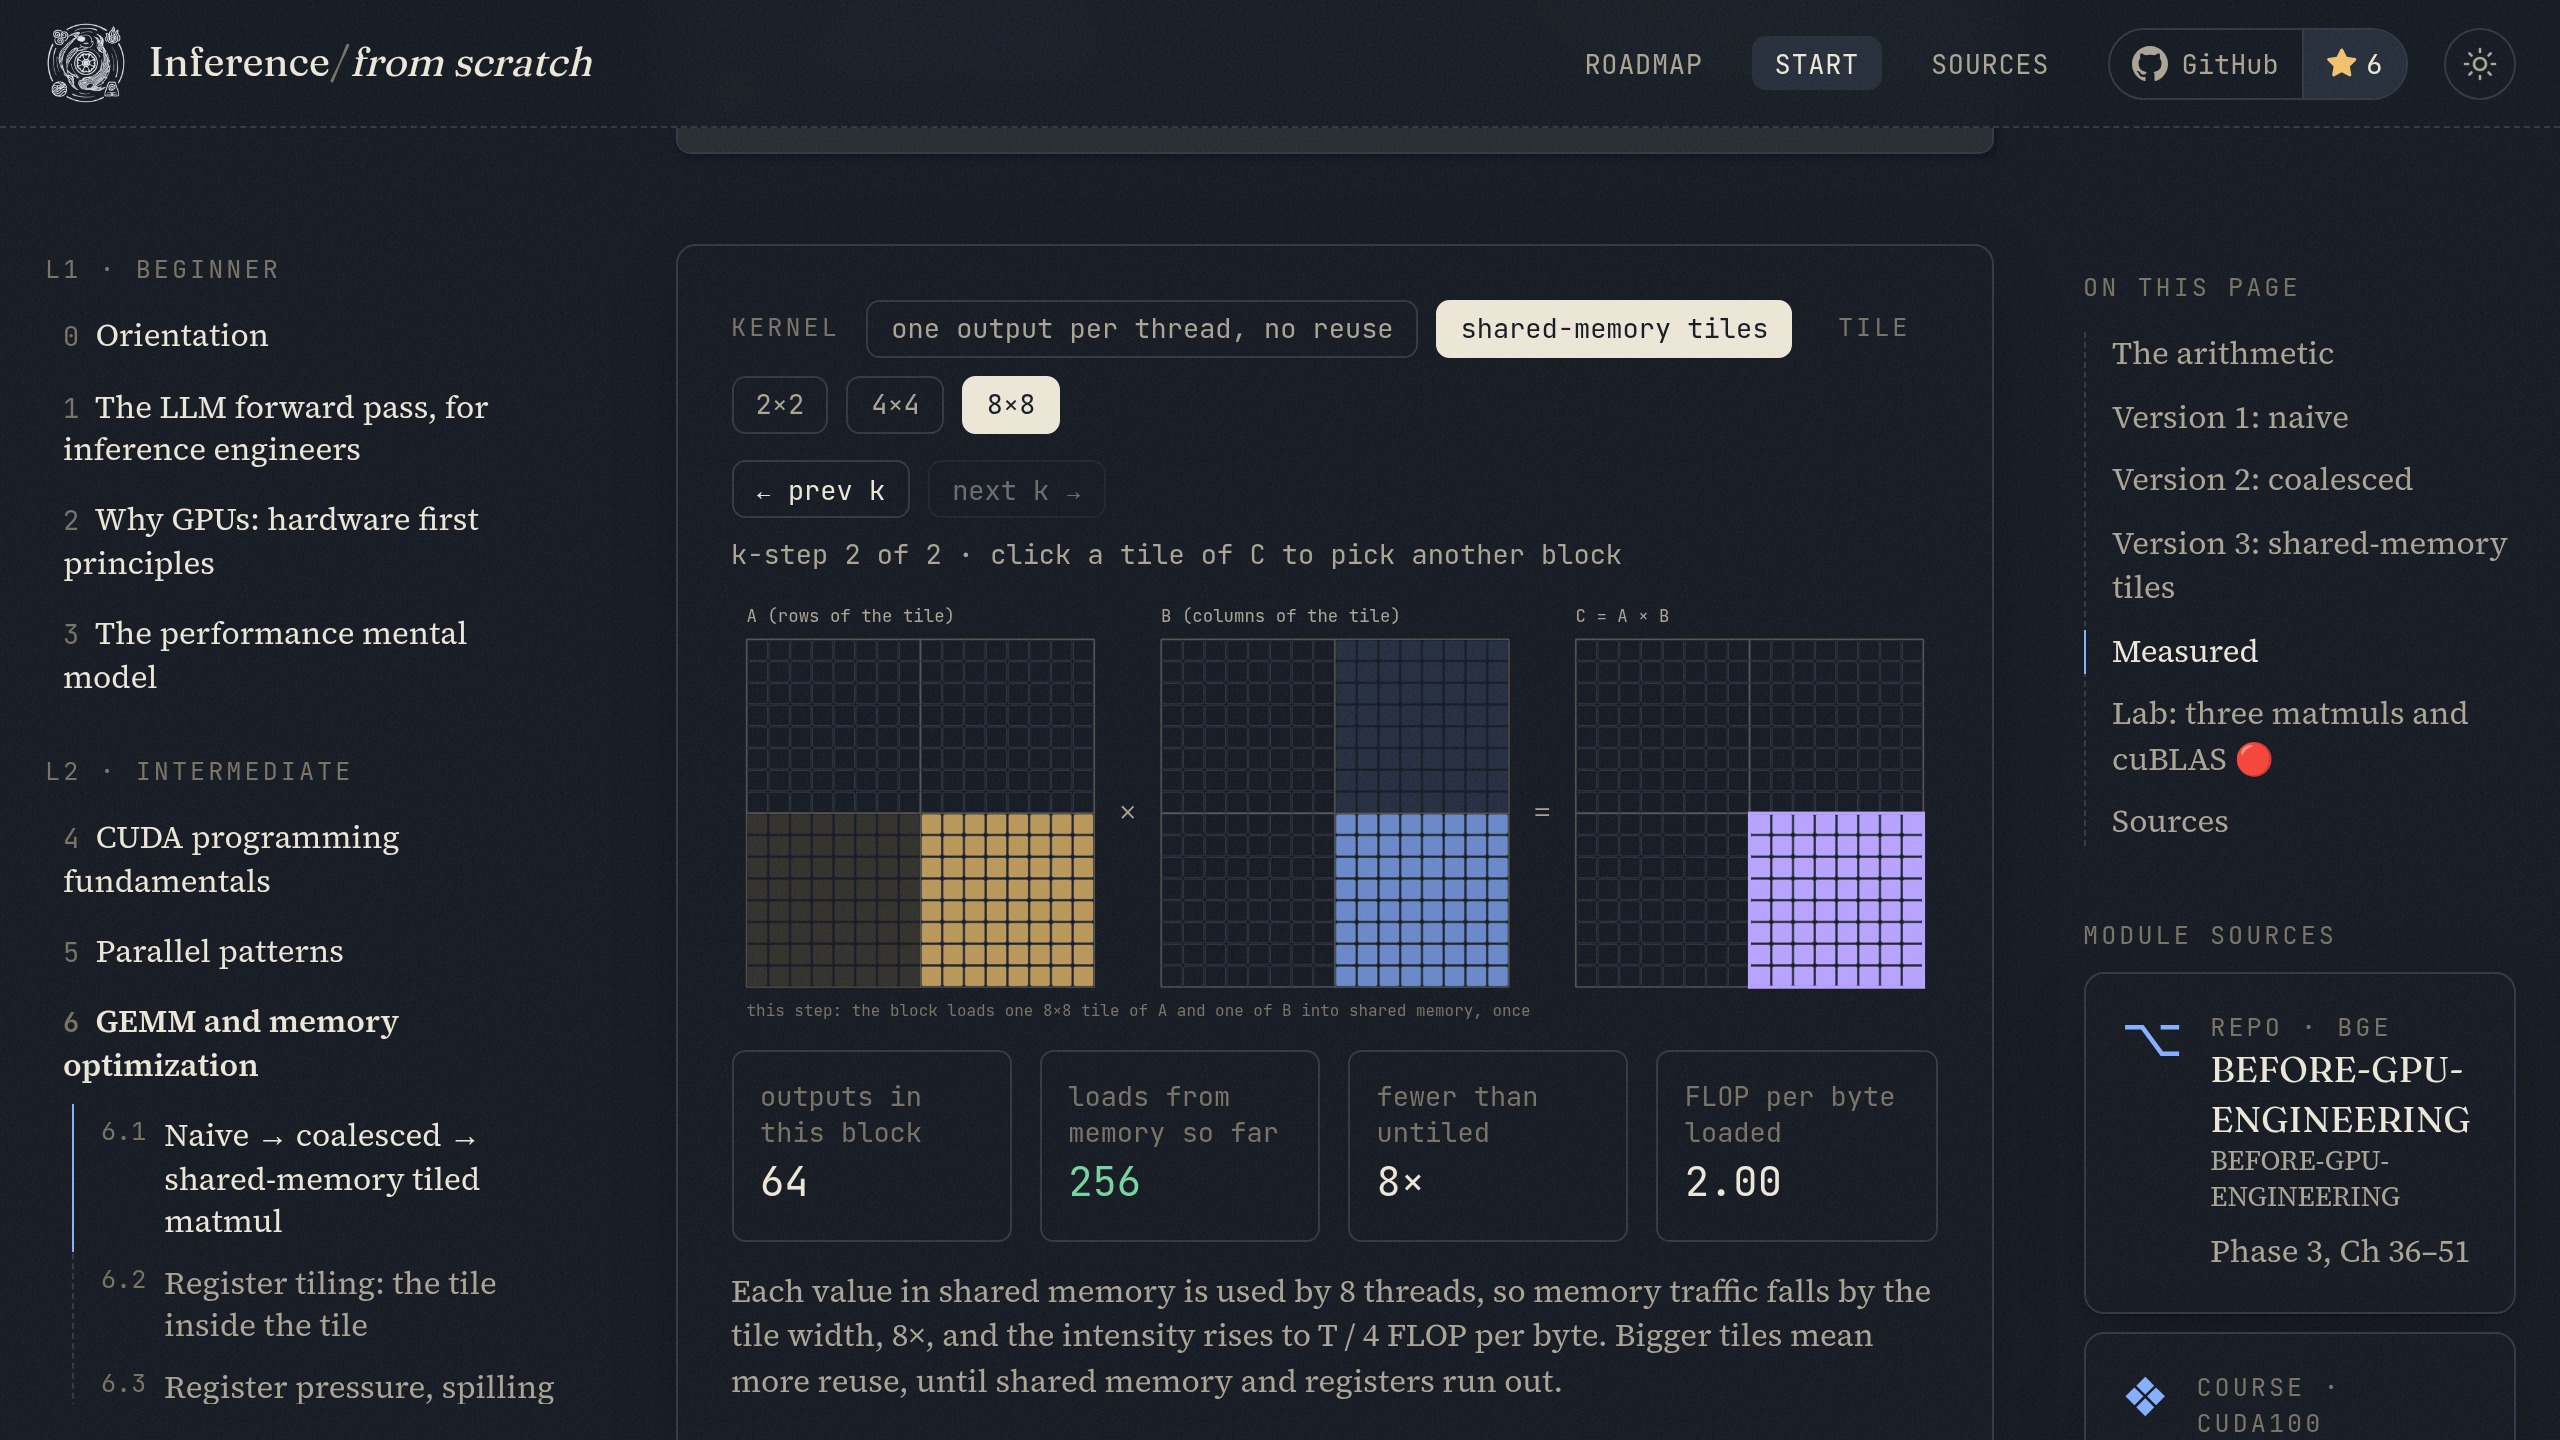 Inference/from scratch
ROADMAP
START
SOURCES
GitHub
6
L1 · BEGINNER
0 Orientation
1 The LLM forward pass, for
inference engineers
2 Why GPUs: hardware first
principles
3 The performance mental
model
L2 · INTERMEDIATE
4 CUDA programming
fundamentals
5 Parallel patterns
6 GEMM and memory
optimization
6.1 Naive → coalesced →
shared-memory tiled
matmul
6.2 Register tiling: the tile
inside the tile
6.3 Register pressure, spilling
KERNEL
one output per thread, no reuse
shared-memory tiles
TILE
2×2
4×4
8×8
← prev k
next k →
k-step 2 of 2 · click a tile of C to pick another block
A (rows of the tile)
B (columns of the tile)
C = A × B
×
=
this step: the block loads one 8×8 tile of A and one of B into shared memory, once
outputs in
this block
64
loads from
memory so far
256
fewer than
untiled
8×
FLOP per byte
loaded
2.00
Each value in shared memory is used by 8 threads, so memory traffic falls by the
tile width, 8×, and the intensity rises to T / 4 FLOP per byte. Bigger tiles mean
more reuse, until shared memory and registers run out.
ON THIS PAGE
The arithmetic
Version 1: naive
Version 2: coalesced
Version 3: shared-memory
tiles
Measured
Lab: three matmuls and
cuBLAS 🔴
Sources
MODULE SOURCES
REPO · BGE
BEFORE-GPU-
ENGINEERING
BEFORE-GPU-
ENGINEERING
Phase 3, Ch 36–51
COURSE ·
CUDA100